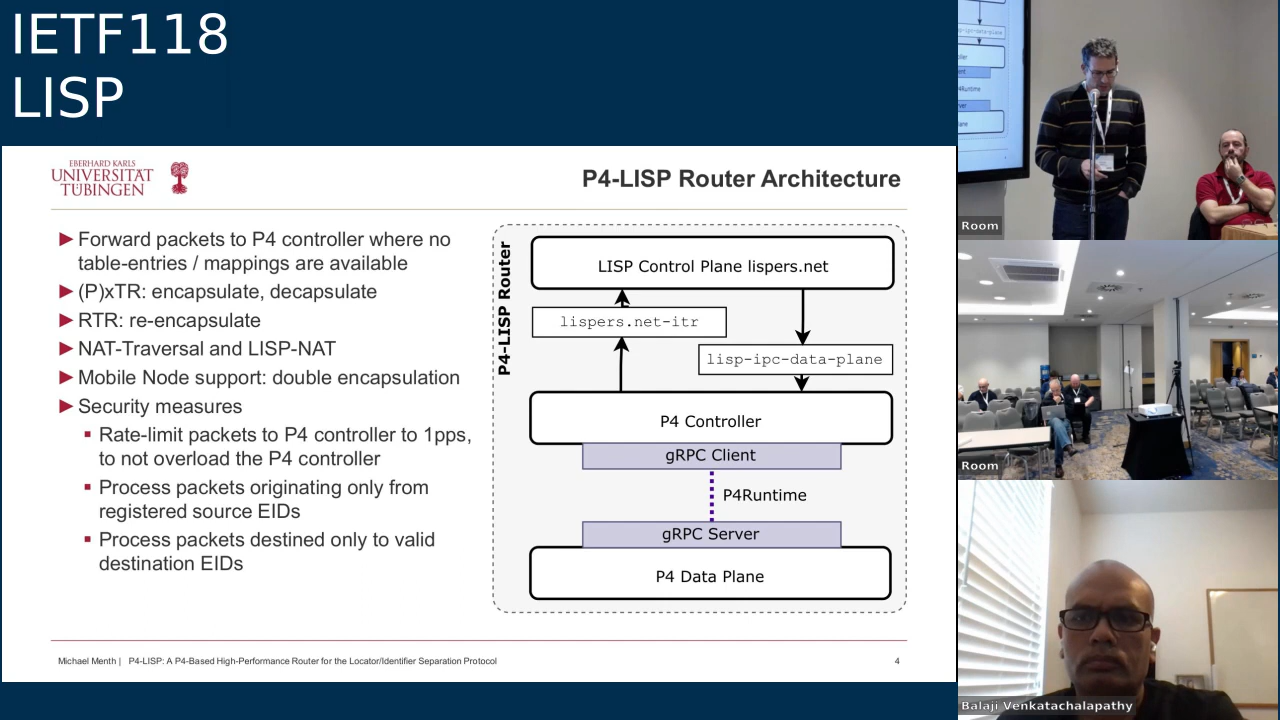 IETF118
LISP
EBERHARD KARLS
UNIVERSITÄT
TÜBINGEN
P4-LISP Router Architecture
► Forward packets to P4 controller where no
table-entries / mappings are available
► (P)xTR: encapsulate, decapsulate
► RTR: re-encapsulate
► NAT-Traversal and LISP-NAT
► Mobile Node support: double encapsulation
► Security measures
▪ Rate-limit packets to P4 controller to 1pps,
to not overload the P4 controller
▪ Process packets originating only from
registered source EIDs
▪ Process packets destined only to valid
destination EIDs
P4-LISP Router
LISP Control Plane lispers.net
lispers.net-itr
lisp-ipc-data-plane
P4 Controller
gRPC Client
P4Runtime
gRPC Server
P4 Data Plane
Michael Menth | P4-LISP: A P4-Based High-Performance Router for the Locator/Identifier Separation Protocol
4
Room
Room
Balaji Venkatachalapathy